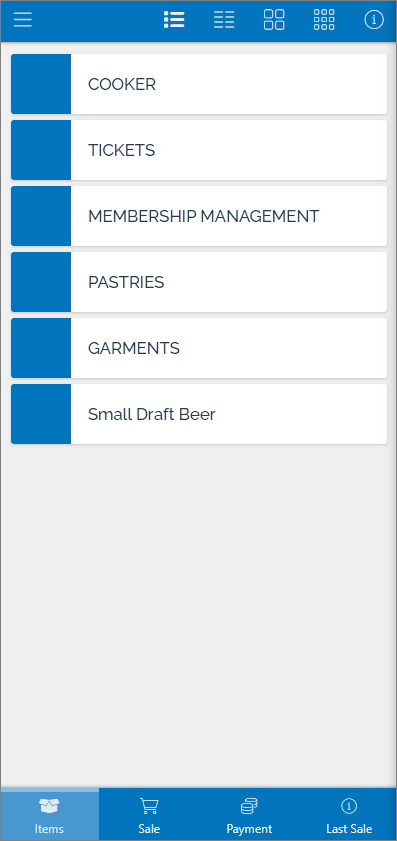 COOKER
TICKETS
MEMBERSHIP MANAGEMENT
PASTRIES
GARMENTS
Small Draft Beer
Items
Sale
Payment
Last Sale